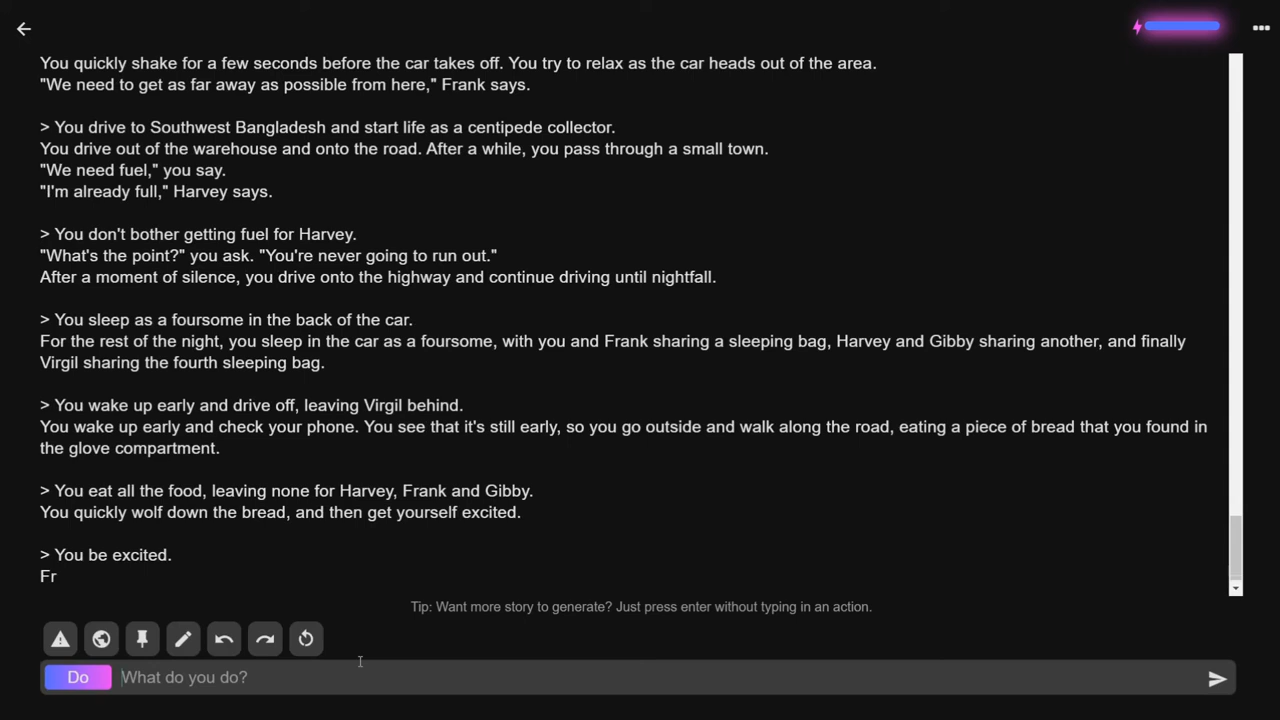 You quickly shake for a few seconds before the car takes off. You try to relax as the car heads out of the area.
"We need to get as far away as possible from here," Frank says.
> You drive to Southwest Bangladesh and start life as a centipede collector.
You drive out of the warehouse and onto the road. After a while, you pass through a small town.
"We need fuel," you say.
"I'm already full," Harvey says.
> You don't bother getting fuel for Harvey.
"What's the point?" you ask. "You're never going to run out."
After a moment of silence, you drive onto the highway and continue driving until nightfall.
> You sleep as a foursome in the back of the car.
For the rest of the night, you sleep in the car as a foursome, with you and Frank sharing a sleeping bag, Harvey and Gibby sharing another, and finally
Virgil sharing the fourth sleeping bag.
> You wake up early and drive off, leaving Virgil behind.
You wake up early and check your phone. You see that it's still early, so you go outside and walk along the road, eating a piece of bread that you found in
the glove compartment.
> You eat all the food, leaving none for Harvey, Frank and Gibby.
You quickly wolf down the bread, and then get yourself excited.
> You be excited.
Fr
Tip: Want more story to generate? Just press enter without typing in an action.
Do What do you do?